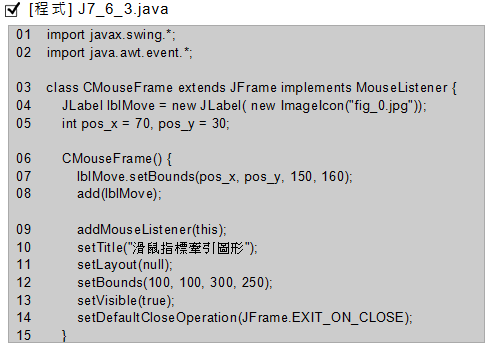 [程式] J7_6_3.java
01 import javax.swing.*;
02 import java.awt.event.*;
03 class CMouseFrame extends JFrame implements MouseListener {
04 JLabel lblMove = new JLabel( new ImageIcon("fig_0.jpg"));
05 int pos_x = 70, pos_y = 30;
06 CMouseFrame() {
07 lblMove.setBounds(pos_x, pos_y, 150, 160);
08 add(lblMove);
09 addMouseListener(this);
10 setTitle("滑鼠指標牽引圖形");
11 setLayout(null);
12 setBounds(100, 100, 300, 250);
13 setVisible(true);
14 setDefaultCloseOperation(JFrame.EXIT_ON_CLOSE);
15 }